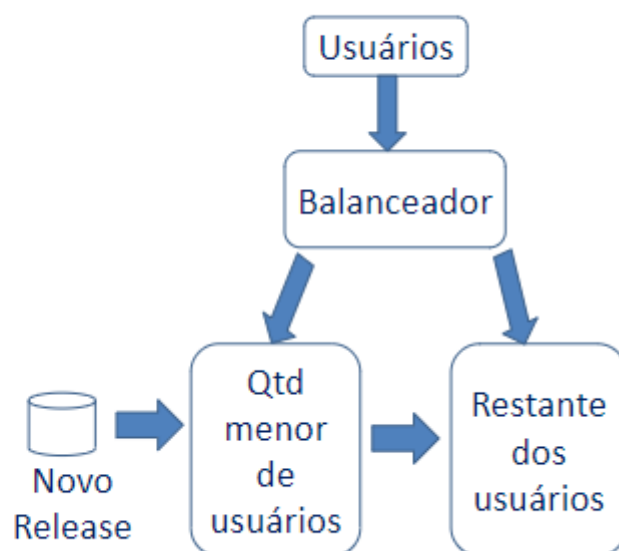 Usuários
Balanceador
Qtd
menor
de
usuários
Restante
dos
usuários
Novo
Release